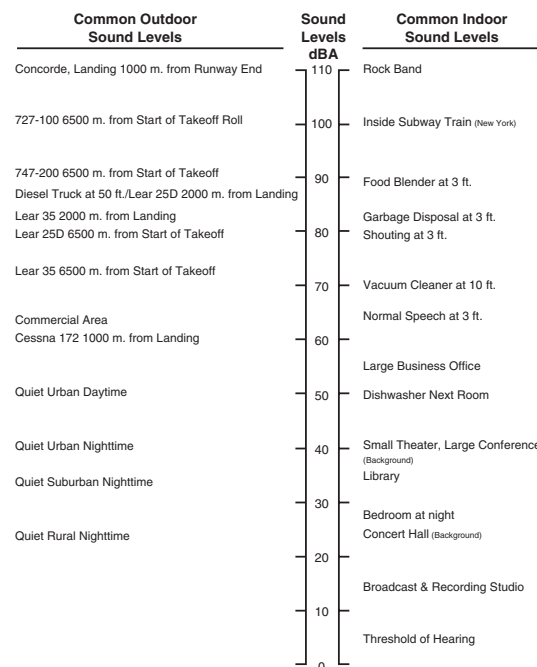 Common Outdoor
Sound Levels
Sound
Levels
dBA
Common Indoor
Sound Levels
Concorde, Landing 1000 m. from Runway End
110
Rock Band
727-100 6500 m. from Start of Takeoff Roll
100
Inside Subway Train (New York)
747-200 6500 m. from Start of Takeoff
90
Food Blender at 3 ft.
Diesel Truck at 50 ft./Lear 25D 2000 m. from Landing
Lear 35 2000 m. from Landing
Garbage Disposal at 3 ft.
Lear 25D 6500 m. from Start of Takeoff
80
Shouting at 3 ft.
Lear 35 6500 m. from Start of Takeoff
70
Vacuum Cleaner at 10 ft.
Commercial Area
Normal Speech at 3 ft.
Cessna 172 1000 m. from Landing
60
Large Business Office
Quiet Urban Daytime
50
Dishwasher Next Room
Quiet Urban Nighttime
40
Small Theater, Large Conference
(Background)
Library
Quiet Suburban Nighttime
30
Bedroom at night
Quiet Rural Nighttime
Concert Hall (Background)
20
Broadcast & Recording Studio
10
Threshold of Hearing
0